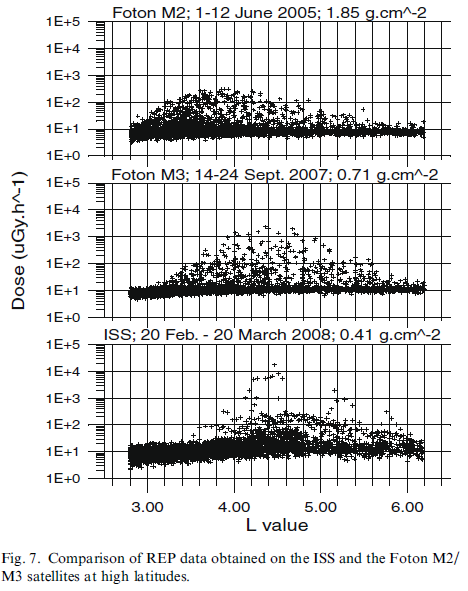 Foton M2; 1-12 June 2005; 1.85 g.cm^-2
1E+5
1E+4
1E+3
1E+2
1E+1
1E+0
Foton M3; 14-24 Sept. 2007; 0.71 g.cm^-2
1E+5
1E+4
1E+3
1E+2
1E+1
1E+0
Dose (uGy.h^-1)
ISS; 20 Feb. - 20 March 2008; 0.41 g.cm^-2
1E+5
1E+4
1E+3
1E+2
1E+1
1E+0
3.00 4.00 5.00 6.00
L value
Fig. 7. Comparison of REP data obtained on the ISS and the Foton M2/
M3 satellites at high latitudes.